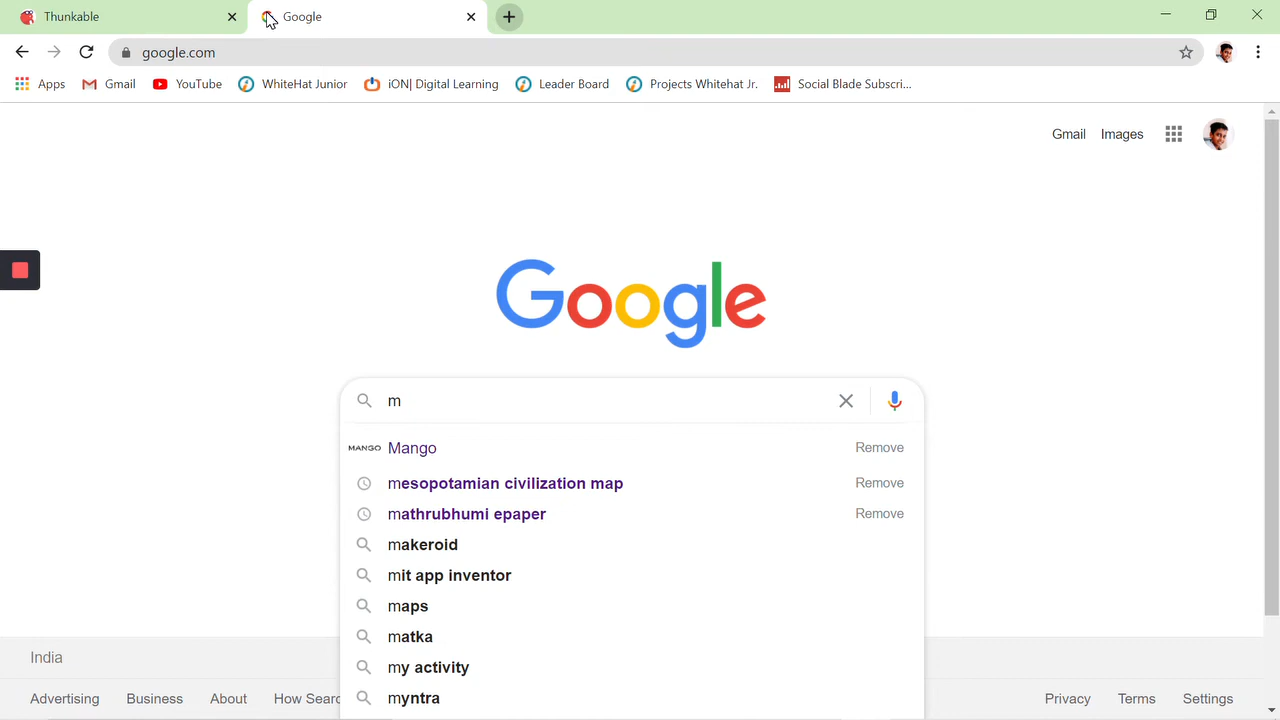 Thunkable
Google
google.com
Apps
Gmail
YouTube
WhiteHat Junior
iON| Digital Learning
Leader Board
Projects Whitehat Jr.
Social Blade Subscri...
Gmail
Images
Google
m
MANGO Mango Remove
mesopotamian civilization map Remove
mathrubhumi epaper Remove
makeroid
mit app inventor
maps
matka
my activity
myntra
India
Advertising
Business
About
How Searc
Privacy
Terms
Settings